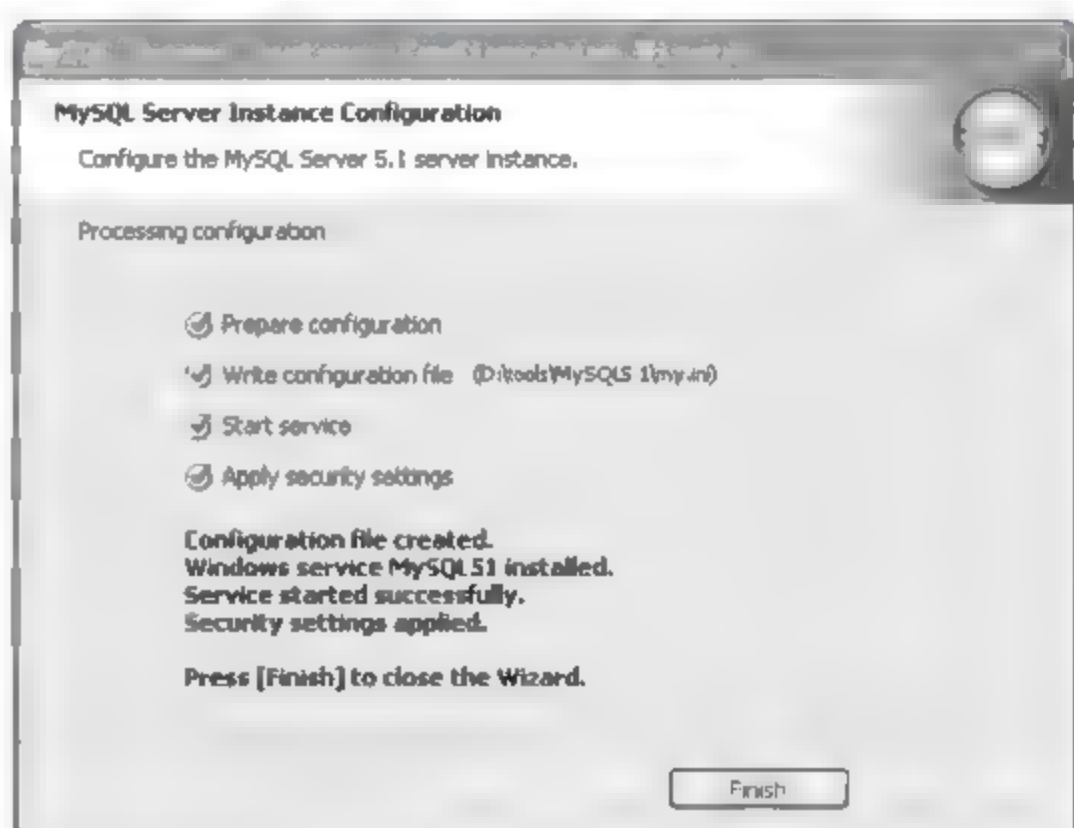 MySQL Server Instance Configuration
Configure the MySQL Server 5.1 server instance.
Processing configuration
Prepare configuration
Write configuration file (D:\tools\MySQL5 1\my.ini)
Start service
Apply security settings
Configuration file created.
Windows service MySQL51 installed.
Service started successfully.
Security settings applied.
Press [Finish] to close the Wizard.
Finish